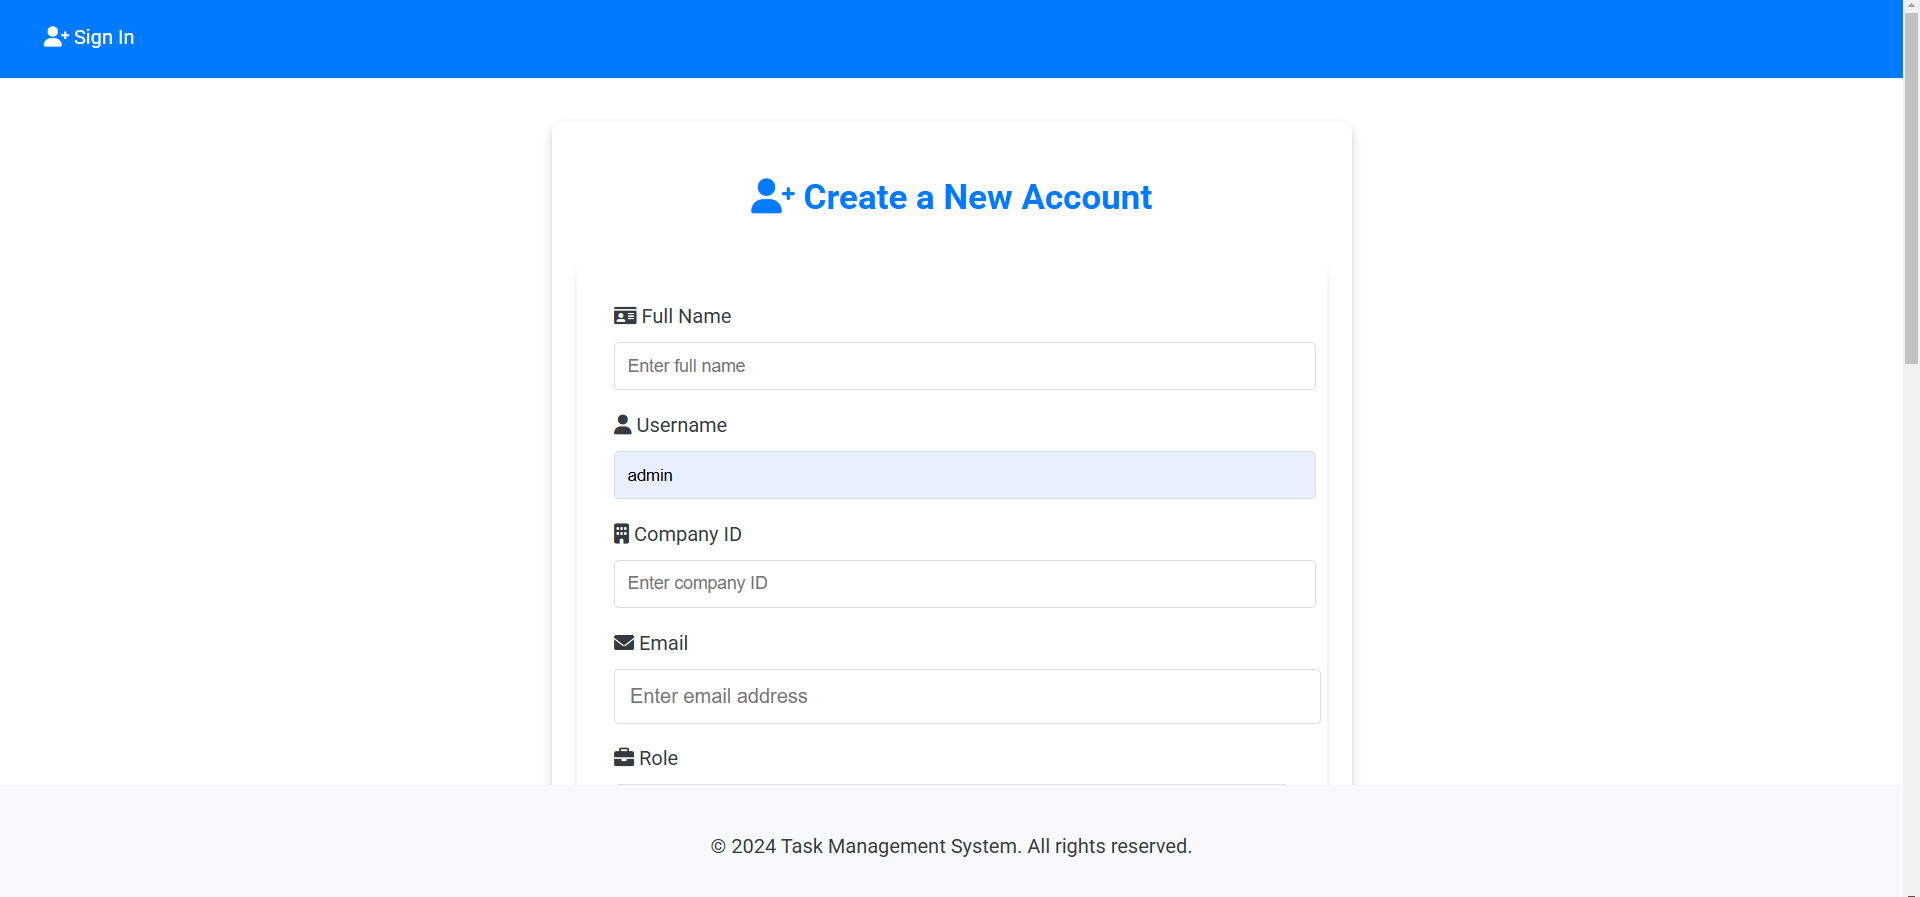 Sign In
Create a New Account
Full Name
Enter full name
Username
admin
Company ID
Enter company ID
Email
Enter email address
Role
© 2024 Task Management System. All rights reserved.